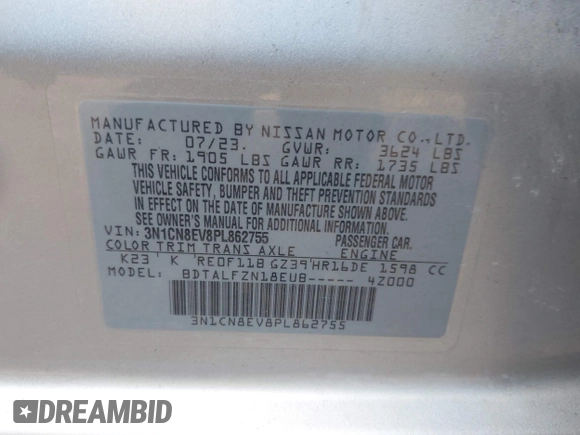 MANUFACTURED BY NISSAN MOTOR CO.,LTD.
DATE: 07/23. GVWR: 3624 LBS
GAWR FR: 1905 LBS GAWR RR: 1735 LBS
THIS VEHICLE CONFORMS TO ALL APPLICABLE FEDERAL MOTOR
VEHICLE SAFETY, BUMPER AND THEFT PREVENTION STANDARDS
IN EFFECT ON THE DATE OF MANUFACTURE SHOWN ABOVE.
SEE OWNER'S MANUAL FOR ADDITIONAL INFORMATION.
VIN: 3N1CN8EV8PL862755 PASSENGER CAR.
COLOR TRIM TRANS AXLE ENGINE
K23 K RE0F11B GZ39 HR16DE 1598 CC
MODEL: BDTALFZN18EUB----- 4Z000
3N1CN8EV8PL862755
DREAMBID